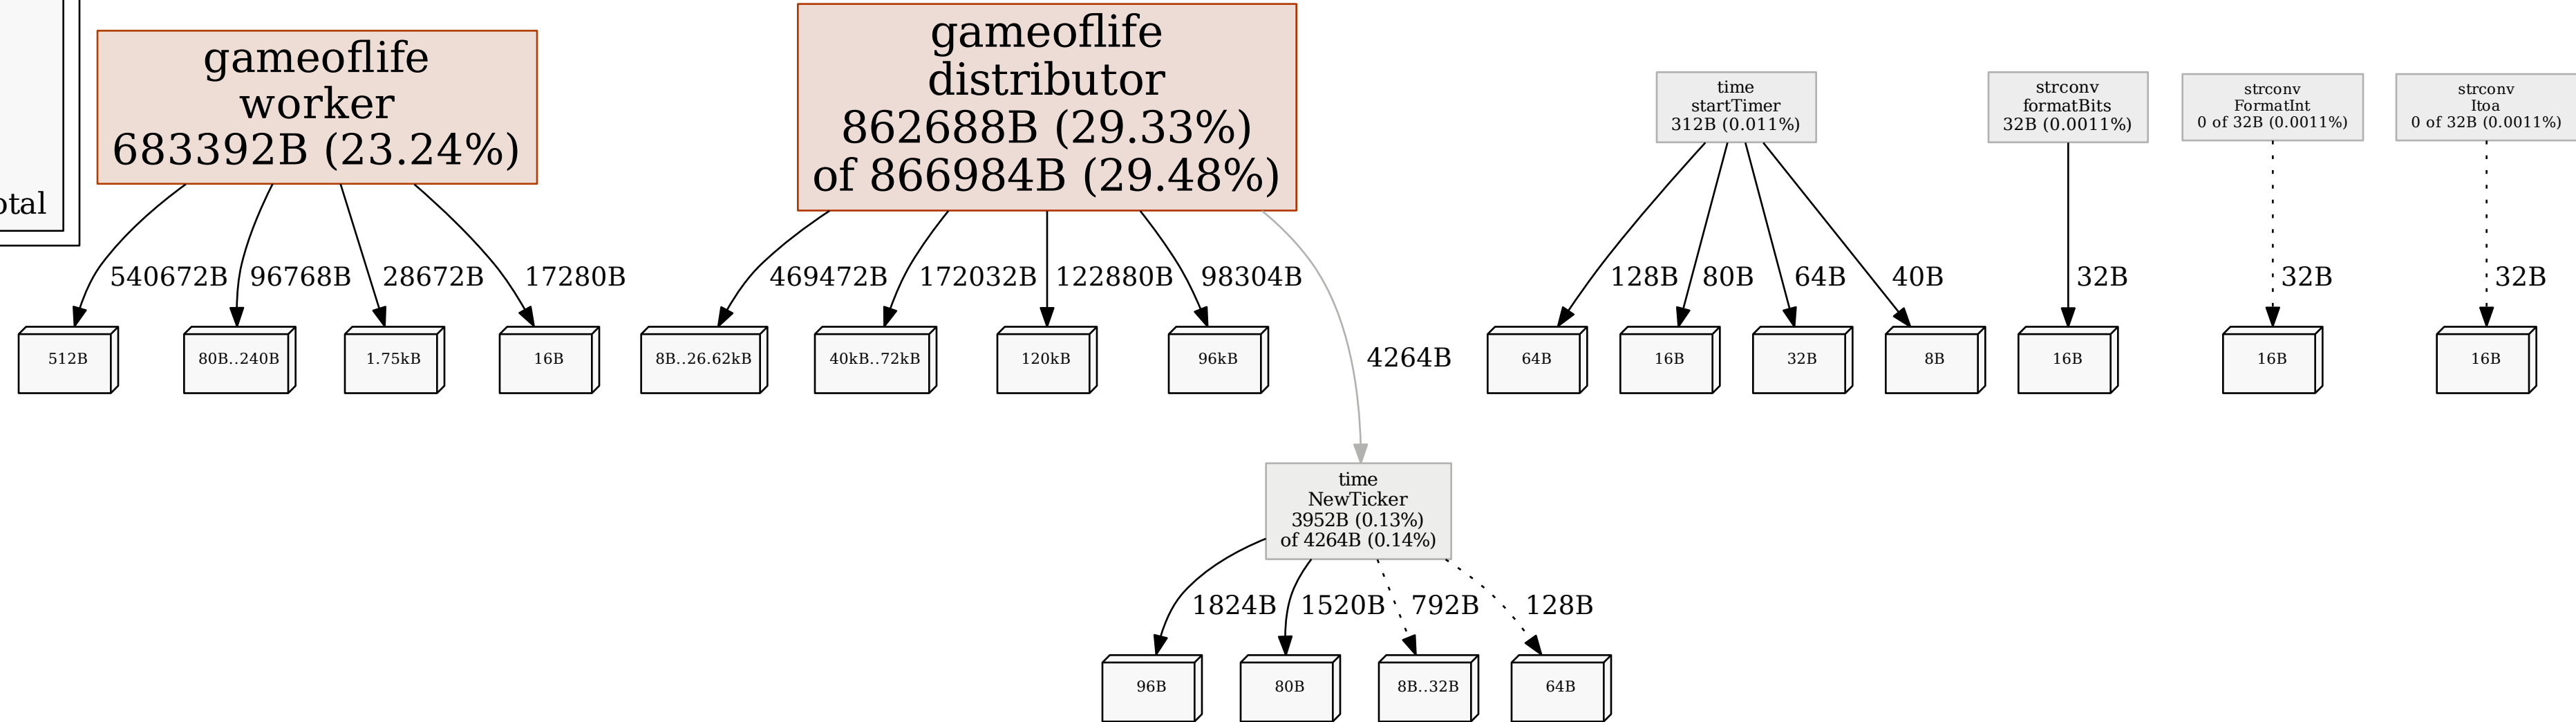 gameoflife
worker
683392B (23.24%)
gameoflife
distributor
862688B (29.33%)
of 866984B (29.48%)
time
startTimer
312B (0.011%)
strconv
formatBits
32B (0.0011%)
strconv
FormatInt
0 of 32B (0.0011%)
strconv
Itoa
0 of 32B (0.0011%)
540672B
96768B
28672B
17280B
469472B
172032B
122880B
98304B
4264B
128B
80B
64B
40B
32B
32B
32B
512B
80B..240B
1.75kB
16B
8B..26.62kB
40kB..72kB
120kB
96kB
64B
16B
32B
8B
16B
16B
16B
time
NewTicker
3952B (0.13%)
of 4264B (0.14%)
1824B
1520B
792B
128B
96B
80B
8B..32B
64B